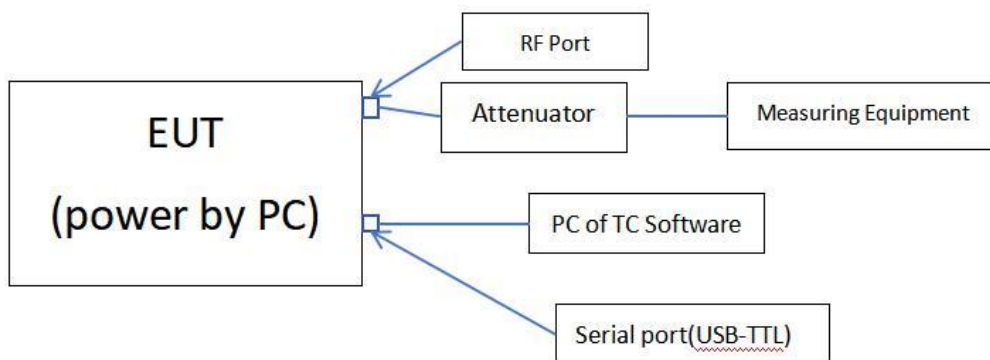 RF Port
EUT
(power by PC)
Attenuator
Measuring Equipment
PC of TC Software
Serial port(USB-TTL)